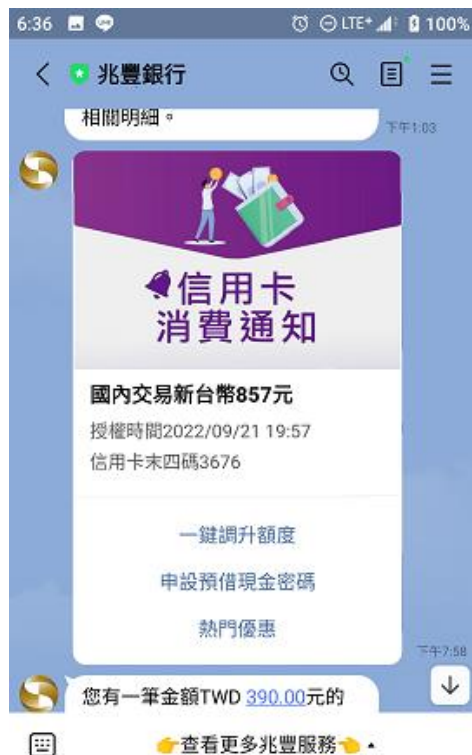 6:36 LTE+ 100%
兆豐銀行
相關明細。
下午1:03
信用卡
消費通知
國內交易新台幣857元
授權時間2022/09/21 19:57
信用卡末四碼3676
一鍵調升額度
申設預借現金密碼
熱門優惠
下午7:58
您有一筆金額TWD 390.00元的
👉查看更多兆豐服務👈